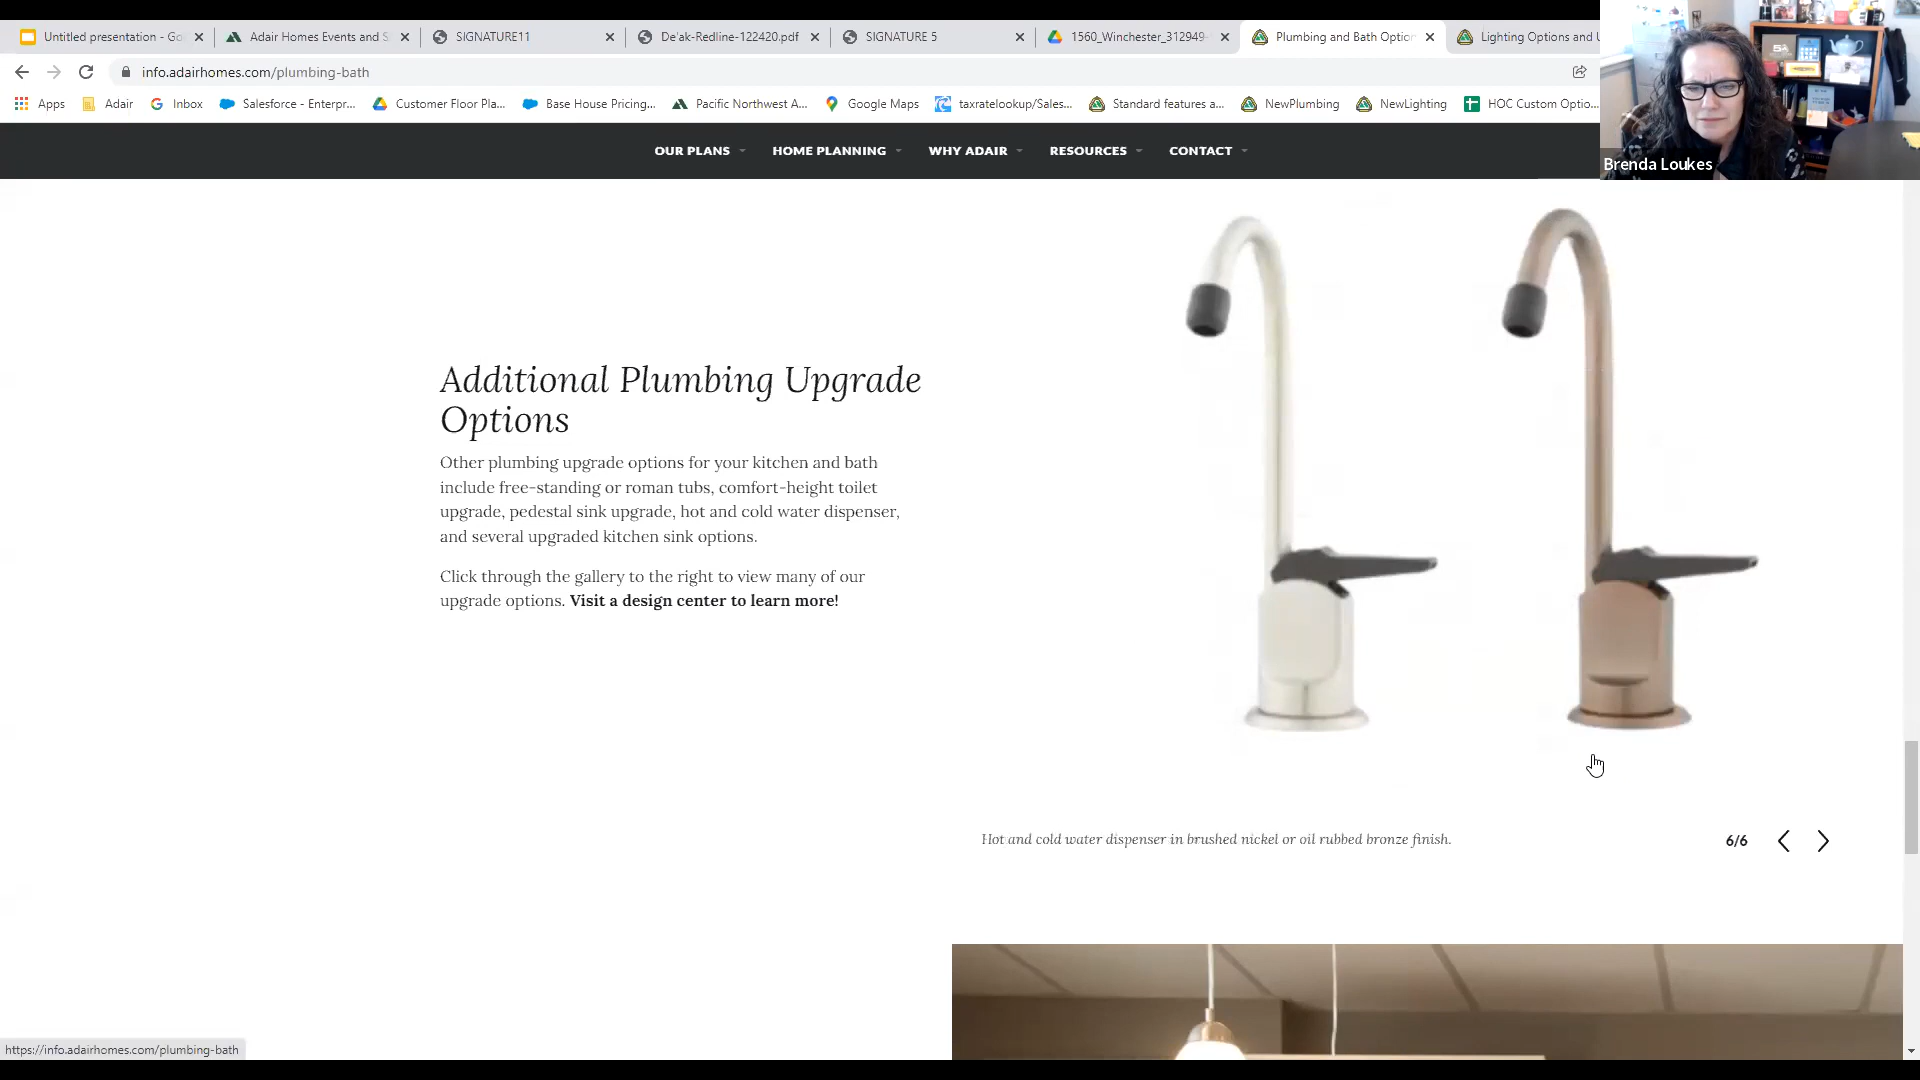 Untitled presentation - Go
Adair Homes Events and S
SIGNATURE11
De'ak-Redline-122420.pdf
SIGNATURE 5
1560_Winchester_312949-
Plumbing and Bath Option
Lighting Options and U
info.adairhomes.com/plumbing-bath
Apps
Adair
Inbox
Salesforce - Enterpr...
Customer Floor Pla...
Base House Pricing...
Pacific Northwest A...
Google Maps
taxratelookup/Sales...
Standard features a...
NewPlumbing
NewLighting
HOC Custom Optio...
Brenda Loukes
OUR PLANS
HOME PLANNING
WHY ADAIR
RESOURCES
CONTACT
Additional Plumbing Upgrade
Options
Other plumbing upgrade options for your kitchen and bath
include free-standing or roman tubs, comfort-height toilet
upgrade, pedestal sink upgrade, hot and cold water dispenser,
and several upgraded kitchen sink options.
Click through the gallery to the right to view many of our
upgrade options. Visit a design center to learn more!
Hot and cold water dispenser in brushed nickel or oil rubbed bronze finish.
6/6
https://info.adairhomes.com/plumbing-bath